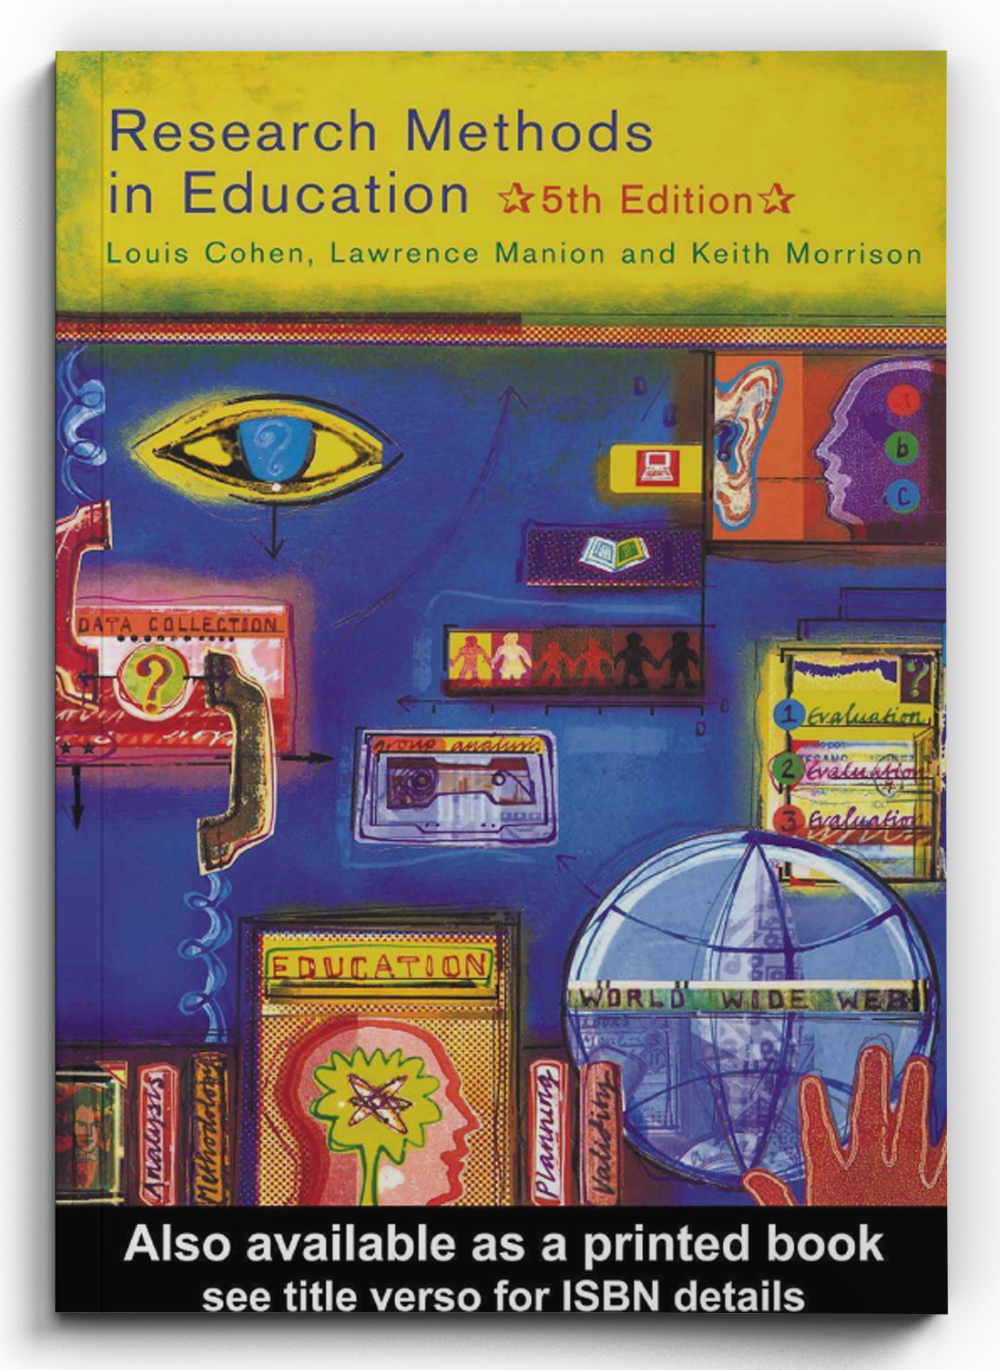 Research Methods
in Education ☆5th Edition☆
Louis Cohen, Lawrence Manion and Keith Morrison
?
a
b
c
DATA COLLECTION
?
?
1 Evaluation
2 Evaluation
3 Evaluation
group analysis
EDUCATION
WORLD WIDE WEB
Analysis
Methodology
Planning
Validity
Also available as a printed book
see title verso for ISBN details